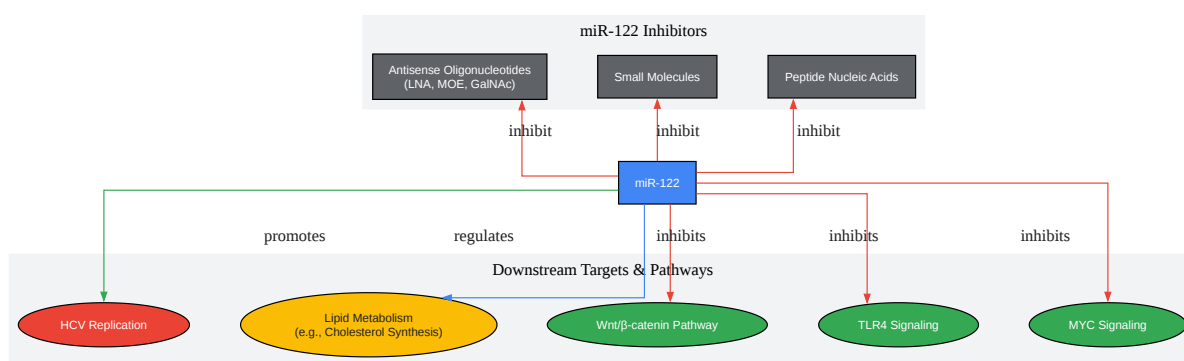 miR-122 Inhibitors
Antisense Oligonucleotides
(LNA, MOE, GalNAc)
Small Molecules
Peptide Nucleic Acids
inhibit
inhibit
inhibit
miR-122
promotes
regulates
inhibits
inhibits
inhibits
Downstream Targets & Pathways
HCV Replication
Lipid Metabolism
(e.g., Cholesterol Synthesis)
Wnt/β-catenin Pathway
TLR4 Signaling
MYC Signaling